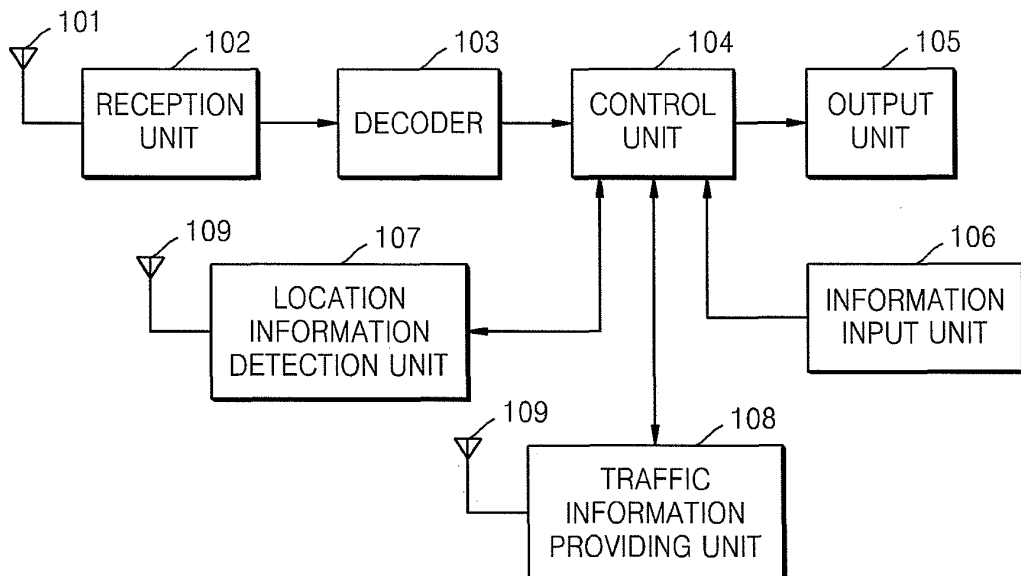 101
102
103
104
105
RECEPTION
UNIT
DECODER
CONTROL
UNIT
OUTPUT
UNIT
109
107
106
LOCATION
INFORMATION
DETECTION UNIT
INFORMATION
INPUT UNIT
109
108
TRAFFIC
INFORMATION
PROVIDING UNIT